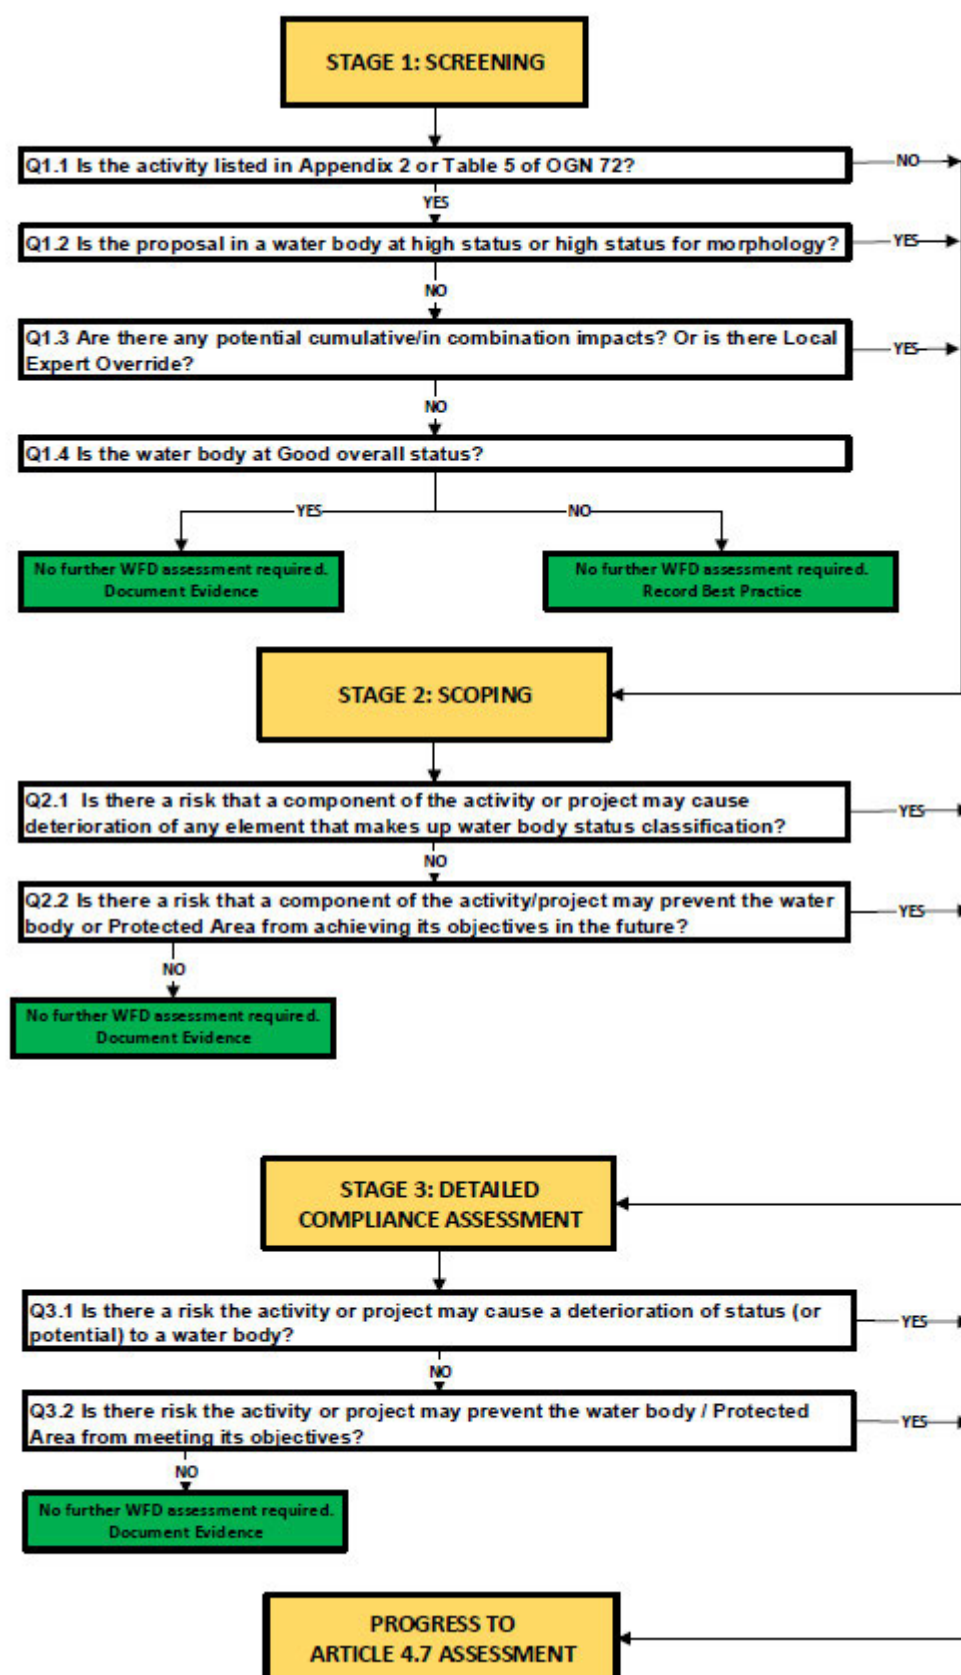 STAGE 1: SCREENING
Q1.1 Is the activity listed in Appendix 2 or Table 5 of OGN 72?
NO
YES
Q1.2 Is the proposal in a water body at high status or high status for morphology?
YES
NO
Q1.3 Are there any potential cumulative/in combination impacts? Or is there Local
Expert Override?
YES
NO
Q1.4 Is the water body at Good overall status?
YES
NO
No further WFD assessment required.
Document Evidence
No further WFD assessment required.
Record Best Practice
STAGE 2: SCOPING
Q2.1 Is there a risk that a component of the activity or project may cause
deterioration of any element that makes up water body status classification?
YES
NO
Q2.2 Is there a risk that a component of the activity/project may prevent the water
body or Protected Area from achieving its objectives in the future?
YES
NO
No further WFD assessment required.
Document Evidence
STAGE 3: DETAILED
COMPLIANCE ASSESSMENT
Q3.1 Is there a risk the activity or project may cause a deterioration of status (or
potential) to a water body?
YES
NO
Q3.2 Is there risk the activity or project may prevent the water body / Protected
Area from meeting its objectives?
YES
NO
No further WFD assessment required.
Document Evidence
PROGRESS TO
ARTICLE 4.7 ASSESSMENT